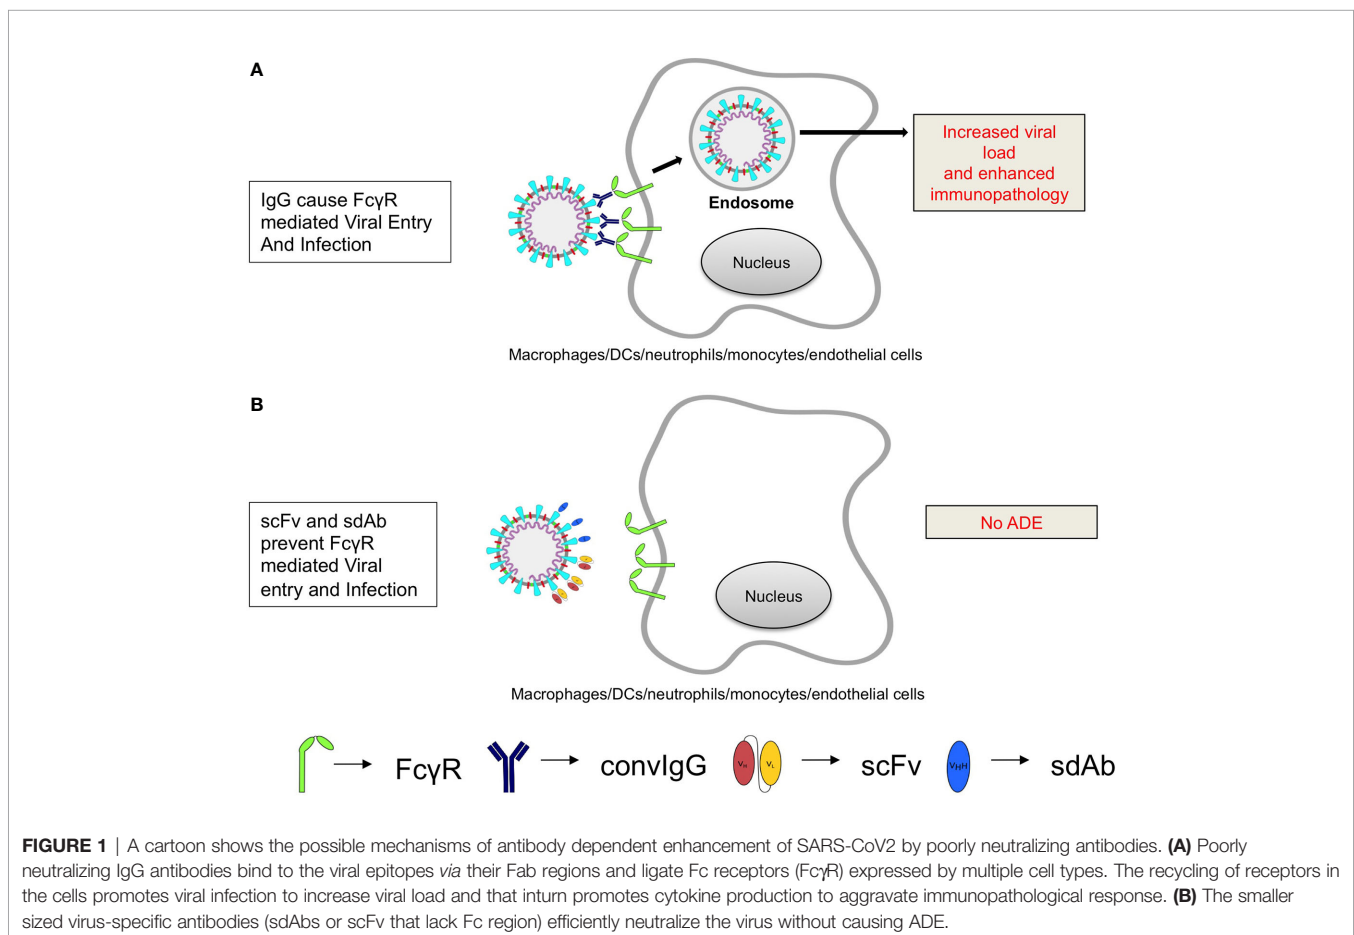 A
IgG cause FcγR
mediated Viral Entry
And Infection
Endosome
Nucleus
Increased viral
load
and enhanced
immunopathology
Macrophages/DCs/neutrophils/monocytes/endothelial cells
B
scFv and sdAb
prevent FcγR
mediated Viral
entry and Infection
Nucleus
No ADE
Macrophages/DCs/neutrophils/monocytes/endothelial cells
FcγR
convIgG
VH
VL
scFv
VHH
sdAb
FIGURE 1 | A cartoon shows the possible mechanisms of antibody dependent enhancement of SARS-CoV2 by poorly neutralizing antibodies. (A) Poorly
neutralizing IgG antibodies bind to the viral epitopes via their Fab regions and ligate Fc receptors (FcγR) expressed by multiple cell types. The recycling of receptors in
the cells promotes viral infection to increase viral load and that inturn promotes cytokine production to aggravate immunopathological response. (B) The smaller
sized virus-specific antibodies (sdAbs or scFv that lack Fc region) efficiently neutralize the virus without causing ADE.